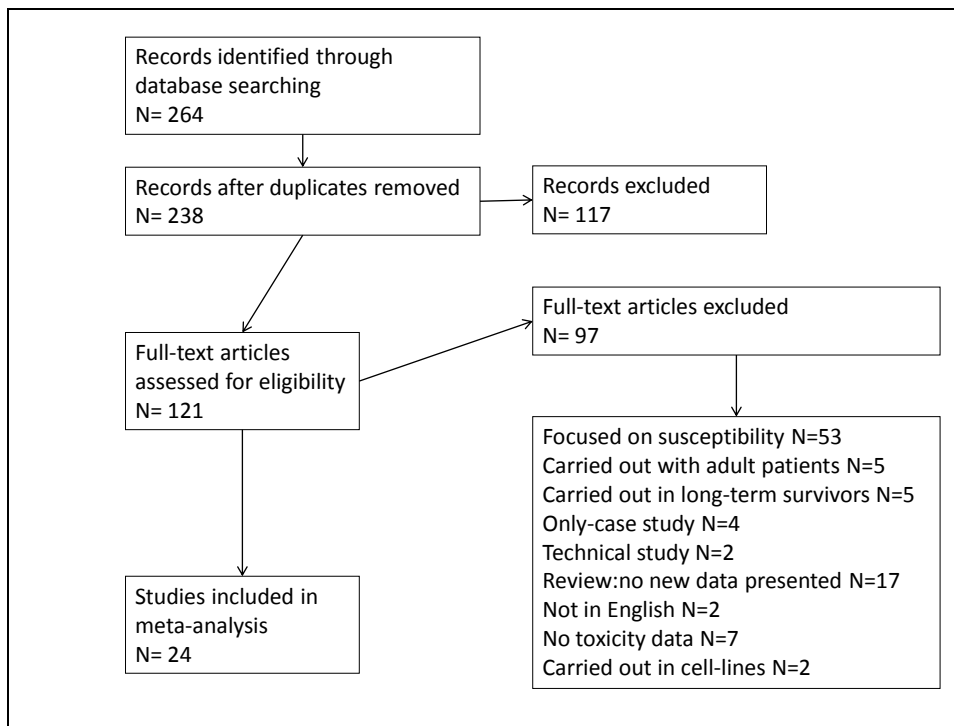 Records identified through
database searching
N= 264
Records after duplicates removed
N= 238
Records excluded
N= 117
Full-text articles excluded
N= 97
Full-text articles
assessed for eligibility
N= 121
Focused on susceptibility N=53
Carried out with adult patients N=5
Carried out in long-term survivors N=5
Only-case study N=4
Technical study N=2
Review:no new data presented N=17
Not in English N=2
No toxicity data N=7
Carried out in cell-lines N=2
Studies included in
meta-analysis
N= 24